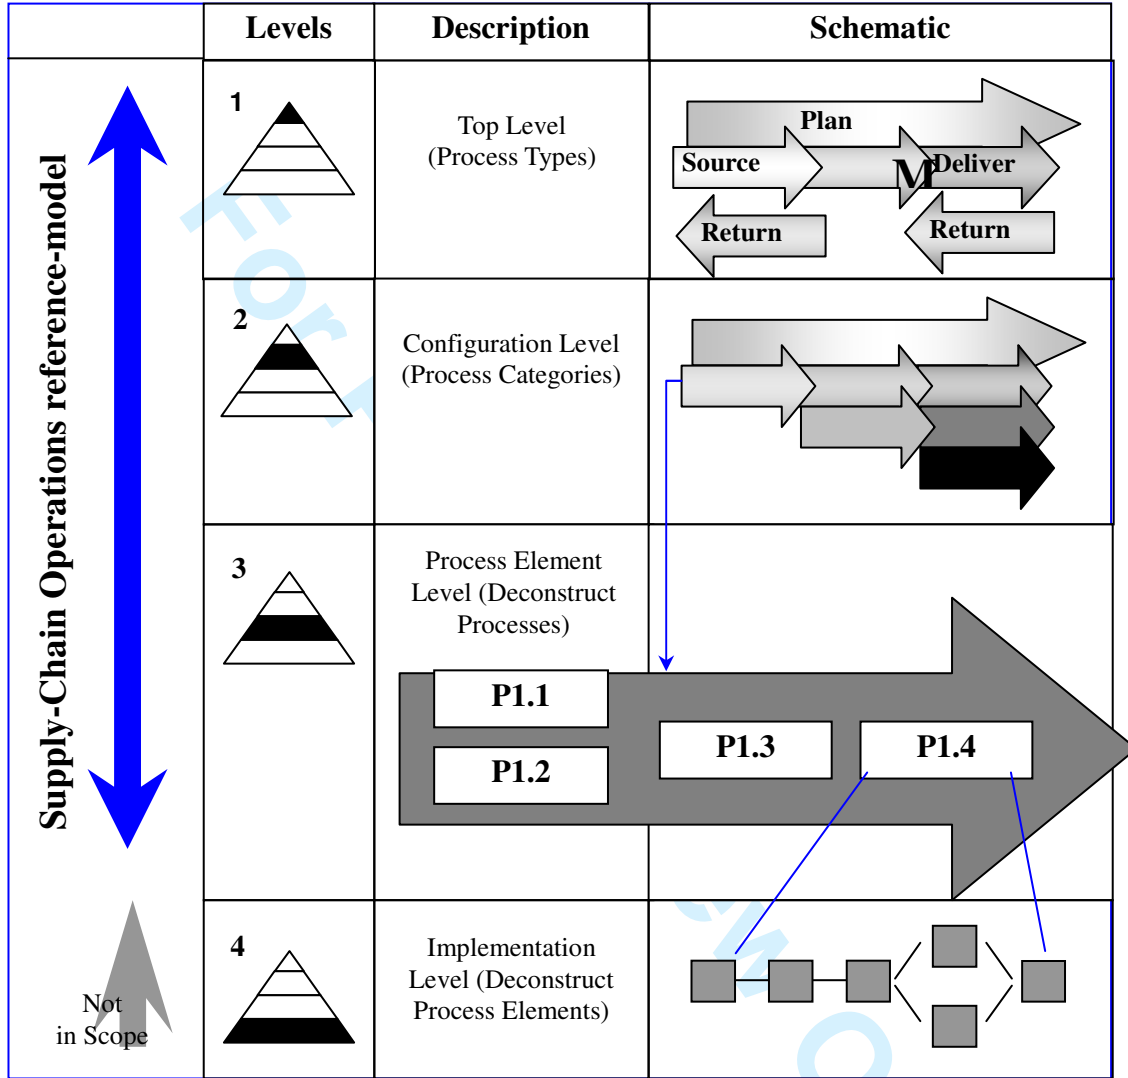 Levels
Description
Schematic
Supply-Chain Operations reference-model
1
Top Level
(Process Types)
Plan
Source
M
Deliver
Return
Return
2
Configuration Level
(Process Categories)
3
Process Element
Level (Deconstruct
Processes)
P1.1
P1.2
P1.3
P1.4
Not
in Scope
4
Implementation
Level (Deconstruct
Process Elements)
For